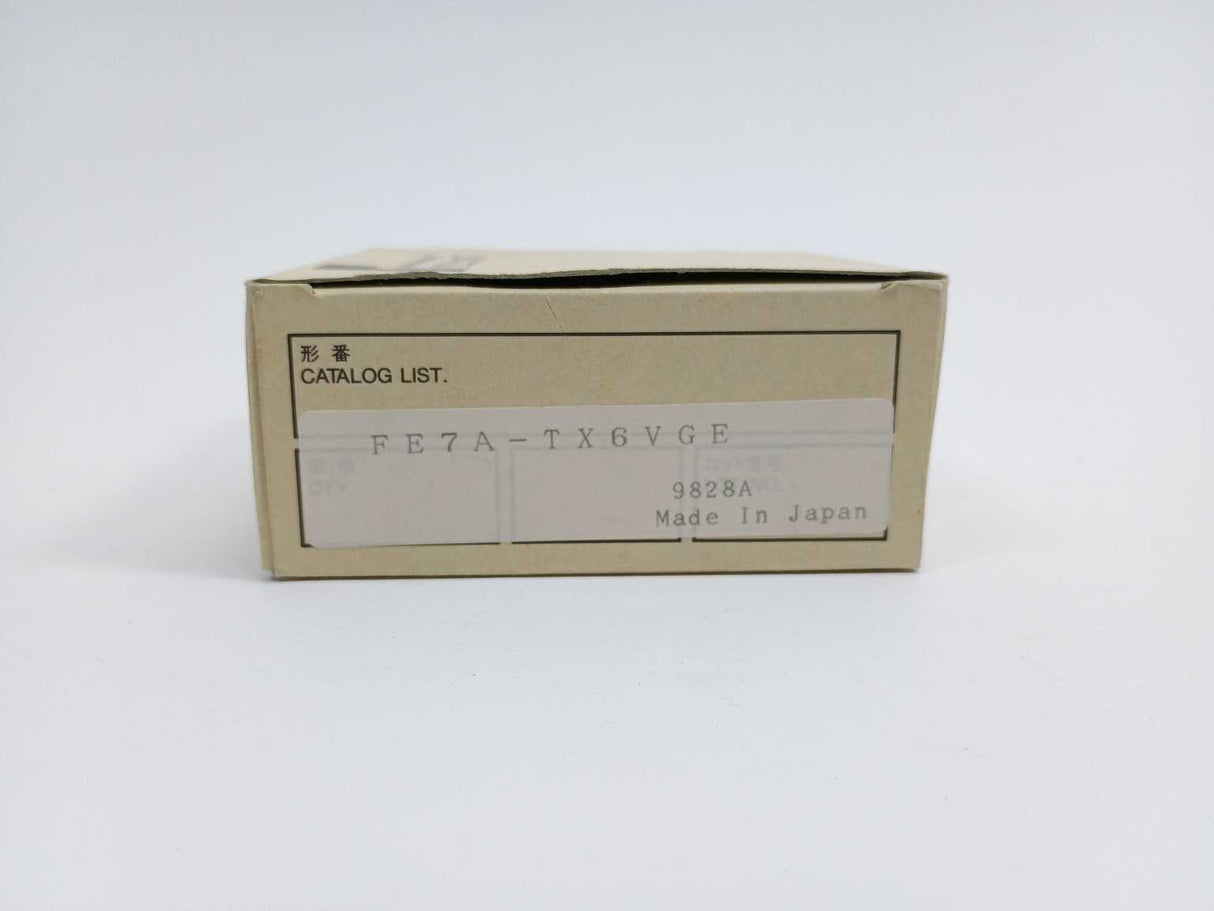 形 番
CATALOG LIST.
FE7A-TX6VGE
9828A
Made In Japan